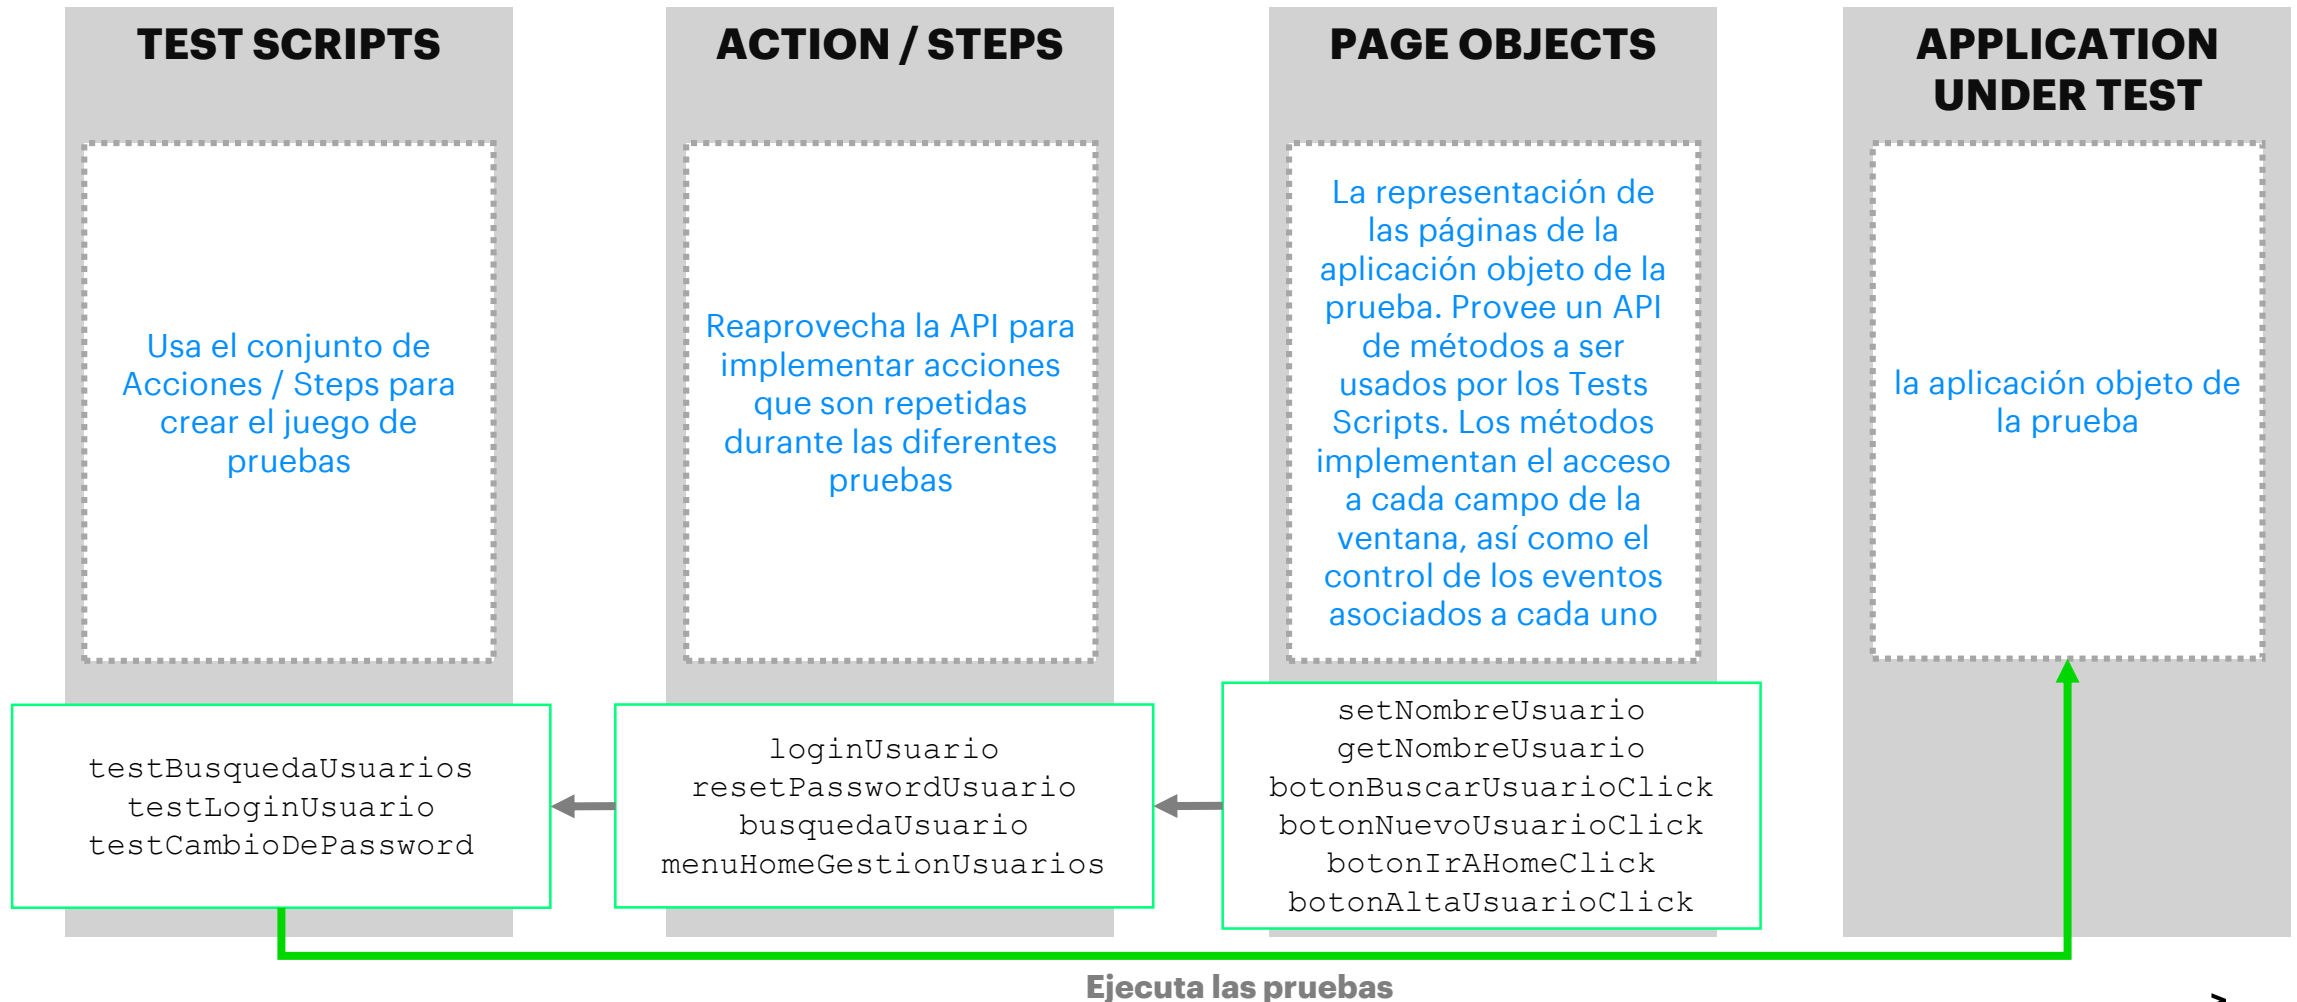 TEST SCRIPTS
Usa el conjunto de
Acciones / Steps para
crear el juego de
pruebas
testBusquedaUsuarios
testLoginUsuario
testCambioDePassword
ACTION / STEPS
Reaprovecha la API para
implementar acciones
que son repetidas
durante las diferentes
pruebas
loginUsuario
resetPasswordUsuario
busquedaUsuario
menuHomeGestionUsuarios
PAGE OBJECTS
La representación de
las páginas de la
aplicación objeto de la
prueba. Provee un API
de métodos a ser
usados por los Tests
Scripts. Los métodos
implementan el acceso
a cada campo de la
ventana, así como el
control de los eventos
asociados a cada uno
setNombreUsuario
getNombreUsuario
botonBuscarUsuarioClick
botonNuevoUsuarioClick
botonIrAHomeClick
botonAltaUsuarioClick
APPLICATION
UNDER TEST
la aplicación objeto de
la prueba
Ejecuta las pruebas